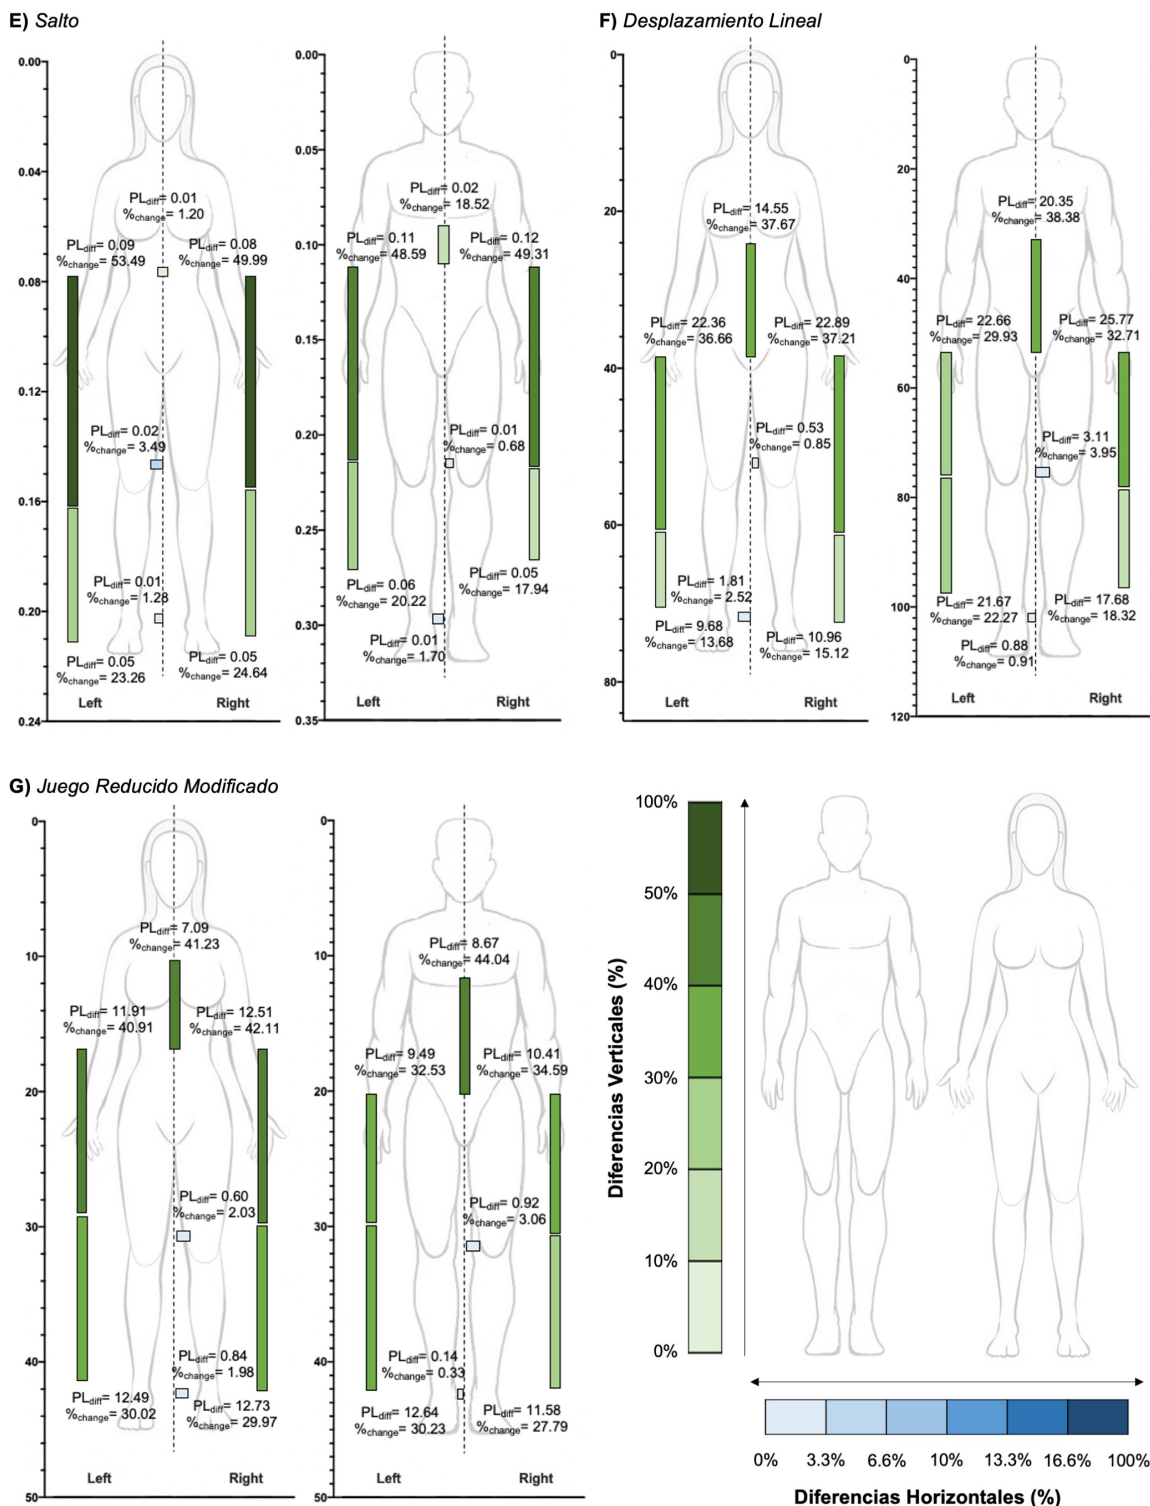 E) Salto
0.00
0.04
0.08
0.12
0.16
0.20
0.24
PLdiff= 0.01
%change= 1.20
PLdiff= 0.09
%change= 53.49
PLdiff= 0.08
%change= 49.99
PLdiff= 0.02
%change= 3.49
PLdiff= 0.01
%change= 1.28
PLdiff= 0.05
%change= 23.26
PLdiff= 0.05
%change= 24.64
Left
Right
0.00
0.05
0.10
0.15
0.20
0.25
0.30
0.35
PLdiff= 0.02
%change= 18.52
PLdiff= 0.11
%change= 48.59
PLdiff= 0.12
%change= 49.31
PLdiff= 0.01
%change= 0.68
PLdiff= 0.06
%change= 20.22
PLdiff= 0.05
%change= 17.94
PLdiff= 0.01
%change= 1.70
Left
Right
F) Desplazamiento Lineal
0
20
40
60
80
PLdiff= 14.55
%change= 37.67
PLdiff= 22.36
%change= 36.66
PLdiff= 22.89
%change= 37.21
PLdiff= 0.53
%change= 0.85
PLdiff= 1.81
%change= 2.52
PLdiff= 9.68
%change= 13.68
PLdiff= 10.96
%change= 15.12
Left
Right
0
20
40
60
80
100
120
PLdiff= 20.35
%change= 38.38
PLdiff= 22.66
%change= 29.93
PLdiff= 25.77
%change= 32.71
PLdiff= 3.11
%change= 3.95
PLdiff= 21.67
%change= 22.27
PLdiff= 17.68
%change= 18.32
PLdiff= 0.88
%change= 0.91
Left
Right
G) Juego Reducido Modificado
0
10
20
30
40
50
PLdiff= 7.09
%change= 41.23
PLdiff= 11.91
%change= 40.91
PLdiff= 12.51
%change= 42.11
PLdiff= 0.60
%change= 2.03
PLdiff= 0.84
%change= 1.98
PLdiff= 12.49
%change= 30.02
PLdiff= 12.73
%change= 29.97
Left
Right
0
10
20
30
40
50
PLdiff= 8.67
%change= 44.04
PLdiff= 9.49
%change= 32.53
PLdiff= 10.41
%change= 34.59
PLdiff= 0.92
%change= 3.06
PLdiff= 0.14
%change= 0.33
PLdiff= 12.64
%change= 30.23
PLdiff= 11.58
%change= 27.79
Left
Right
100%
50%
40%
30%
20%
10%
0%
Diferencias Verticales (%)
0% 3.3% 6.6% 10% 13.3% 16.6% 100%
Diferencias Horizontales (%)